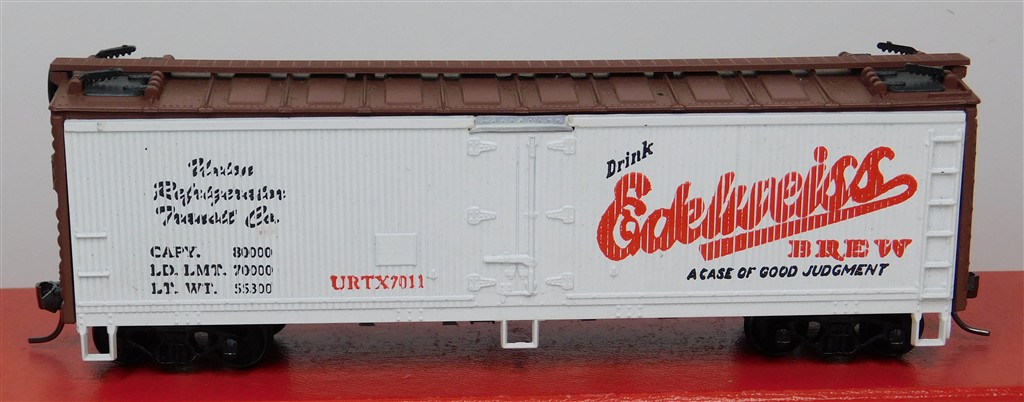 Union
Refrigerator
Transit Co.
CAPY. 80000
LD. LMT. 70000
LT. WT. 55300
URTX7011
Drink
Edelweiss
BREW
A CASE OF GOOD JUDGMENT